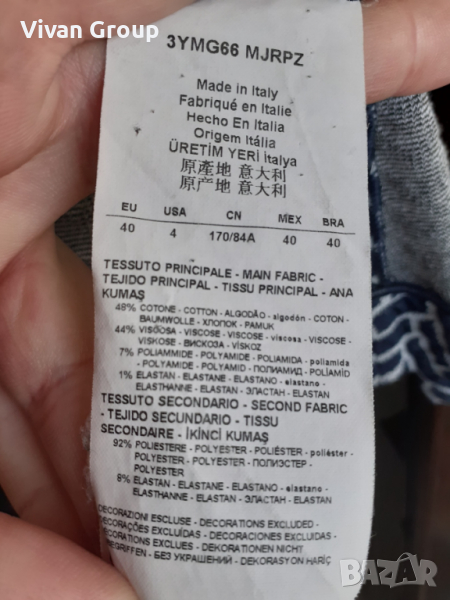 Vivan Group
3YMG66 MJRPZ
Made in Italy
Fabriqué en Italie
Hecho En Italia
Origem Itália
ÜRETİM YERİ İtalya
原產地 意大利
原产地 意大利
EU USA CN MEX BRA
40 4 170/84A 40 40
TESSUTO PRINCIPALE - MAIN FABRIC -
TEJIDO PRINCIPAL - TISSU PRINCIPAL - ANA
KUMAŞ
48% COTONE - COTTON - ALGODÃO - algodón - COTON -
BAUMWOLLE - ХЛОПОК - PAMUK
44% VISCOSA - VISCOSE - VISCOSE - viscosa - VISCOSE -
VISKOSE - ВИСКОЗА - VİSKOZ
7% POLIAMMIDE - POLYAMIDE - POLIAMIDA - poliamida
- POLYAMIDE - POLYAMID - ПОЛИАМИД - POLİAMİD
1% ELASTAN - ELASTANE - ELASTANO - elastano -
ELASTHANNE - ELASTAN - ЭЛАСТАН - ELASTAN
TESSUTO SECONDARIO - SECOND FABRIC
- TEJIDO SECUNDARIO - TISSU
SECONDAIRE - İKİNCİ KUMAŞ
92% POLIESTERE - POLYESTER - POLIÉSTER - poliéster -
POLYESTER - POLYESTER - ПОЛИЭСТЕР -
POLYESTER
8% ELASTAN - ELASTANE - ELASTANO - elastano -
ELASTHANNE - ELASTAN - ЭЛАСТАН - ELASTAN
DECORAZIONI ESCLUSE - DECORATIONS EXCLUDED -
DECORAÇÕES EXCLUÍDAS - DECORACIONES EXCLUIDAS -
DECORATIONS EXCLUES - DEKORATIONEN NICHT
INBEGRIFFEN - БЕЗ УКРАШЕНИЙ - DEKORASYON HARİÇ
BAZAR